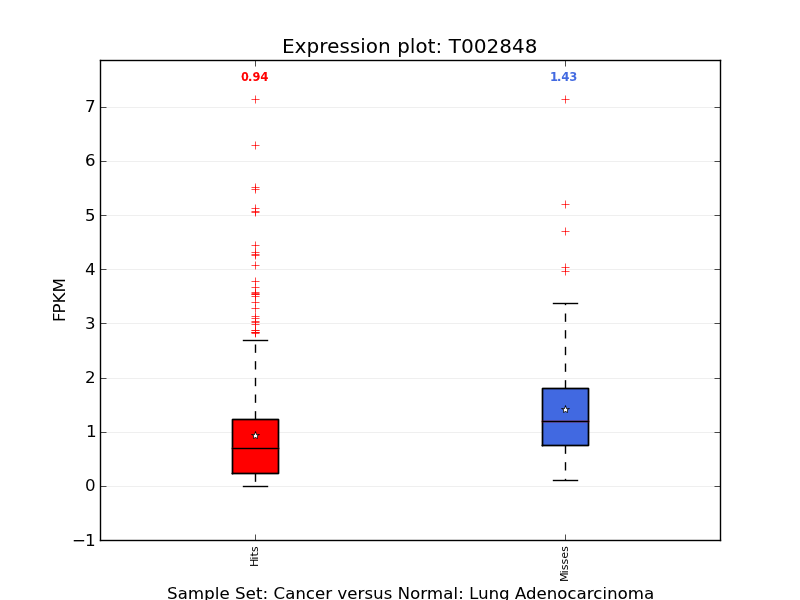 Expression plot: T002848
0.94
1.43
7
6
5
4
3
2
1
0
−1
FPKM
Hits
Misses
Sample Set: Cancer versus Normal: Lung Adenocarcinoma